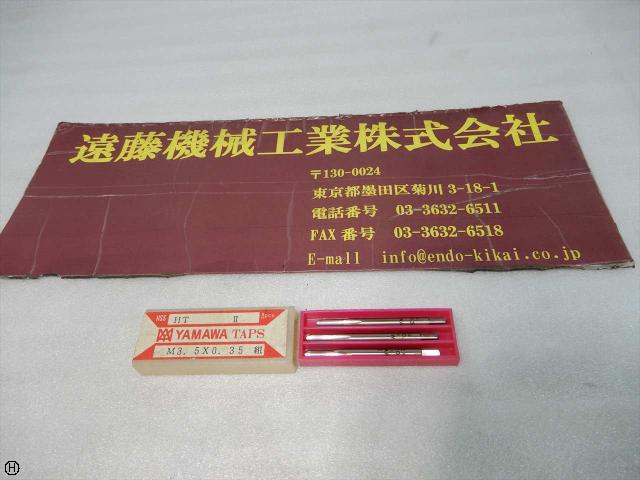 遠藤機械工業株式会社
〒130-0024
東京都墨田区菊川 3-18-1
電話番号 03-3632-6511
FAX 番号 03-3632-6518
E-mail info@endo-kikai.co.jp
HSS HT II
YAMAWA TAPS
M3.5X0.35 組
H